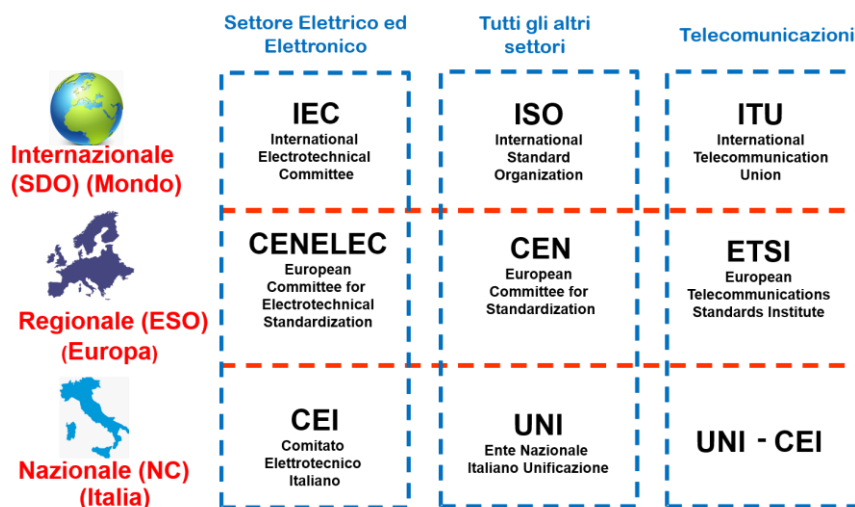 Settore Elettrico ed
Elettronico
Tutti gli altri
settori
Telecomunicazioni
Internazionale
(SDO) (Mondo)
IEC
International
Electrotechnical
Committee
ISO
International
Standard
Organization
ITU
International
Telecommunication
Union
Regionale (ESO)
(Europa)
CENELEC
European
Committee for
Electrotechnical
Standardization
CEN
European
Committee for
Standardization
ETSI
European
Telecommunications
Standards Institute
Nazionale (NC)
(Italia)
CEI
Comitato
Elettrotecnico
Italiano
UNI
Ente Nazionale
Italiano Unificazione
UNI - CEI